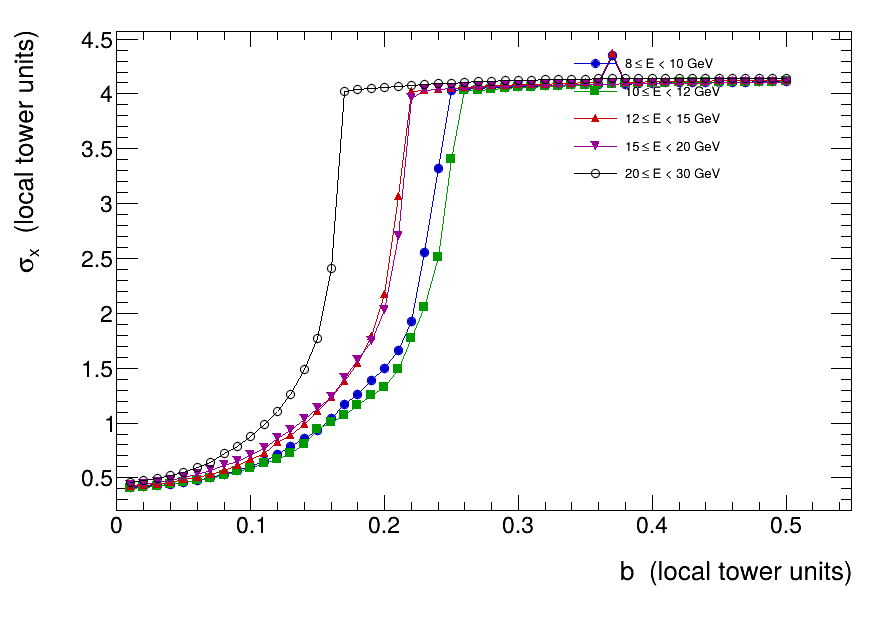 σx (local tower units)
4.5
4
3.5
3
2.5
2
1.5
1
0.5
8 ≤ E < 10 GeV
10 ≤ E < 12 GeV
12 ≤ E < 15 GeV
15 ≤ E < 20 GeV
20 ≤ E < 30 GeV
0 0.1 0.2 0.3 0.4 0.5
b (local tower units)